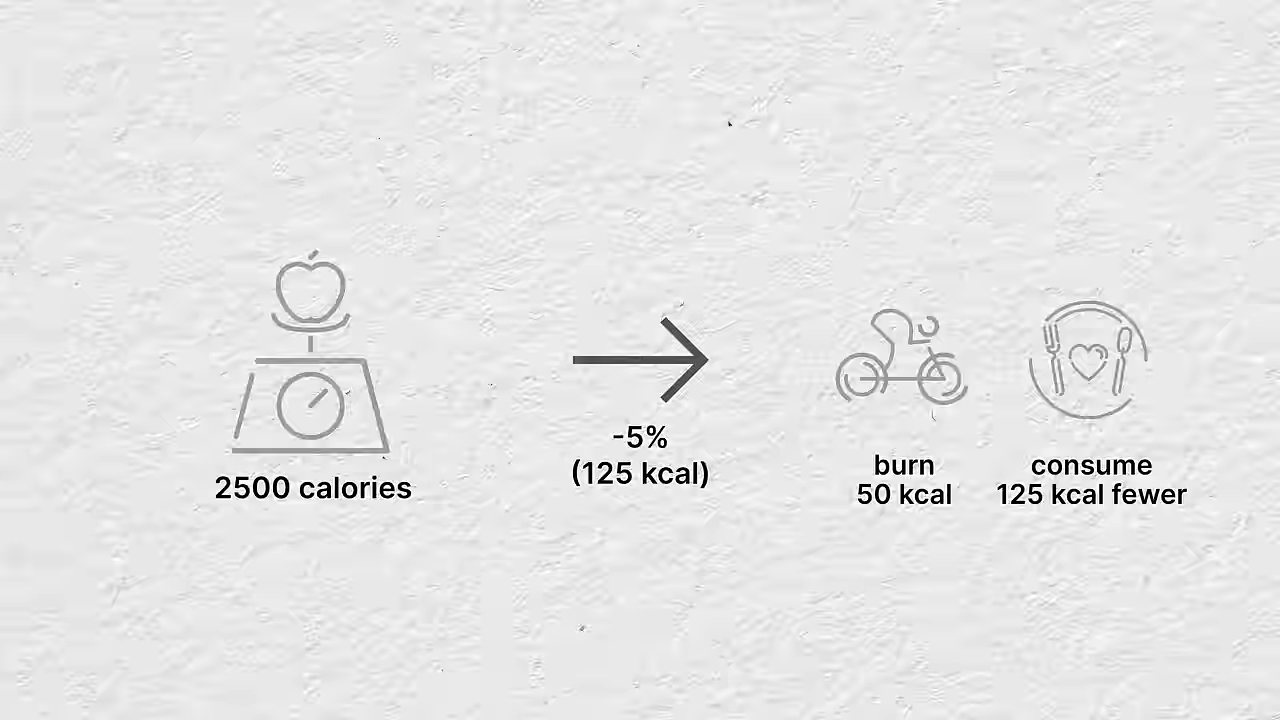 2500 calories
-5%
(125 kcal)
burn
50 kcal
consume
125 kcal fewer